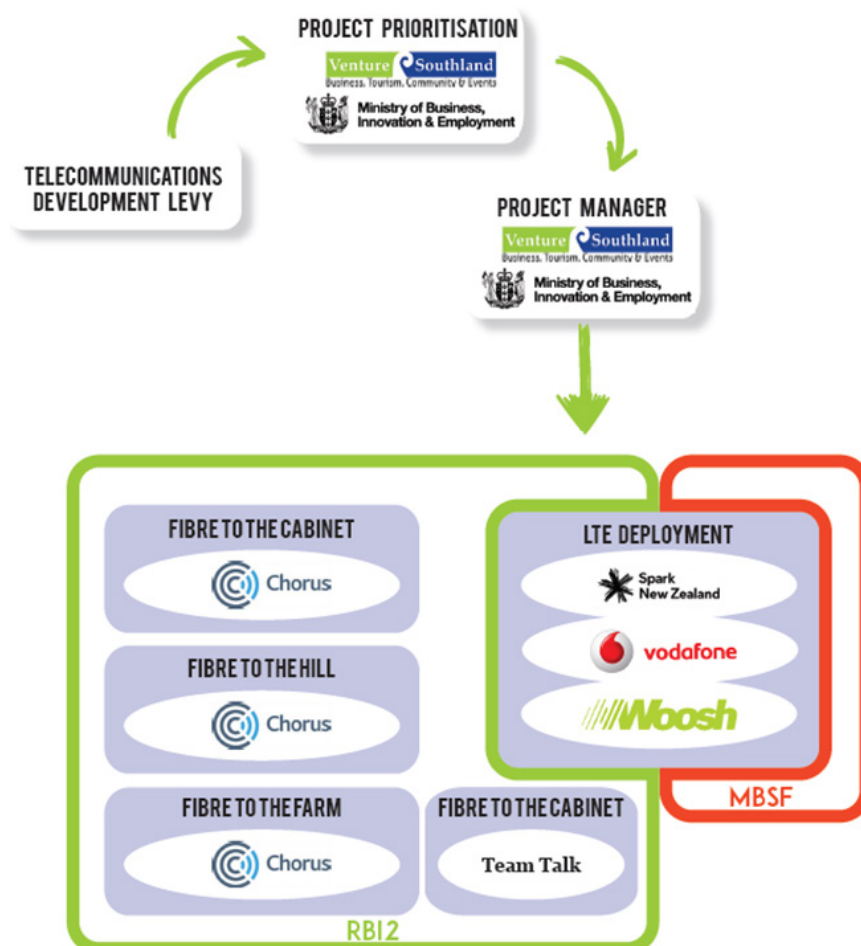 PROJECT PRIORITISATION
Venture Southland
Business, Tourism, Community & Events
Ministry of Business,
Innovation & Employment
TELECOMMUNICATIONS
DEVELOPMENT LEVY
PROJECT MANAGER
Venture Southland
Business, Tourism, Community & Events
Ministry of Business,
Innovation & Employment
FIBRE TO THE CABINET
Chorus
FIBRE TO THE HILL
Chorus
FIBRE TO THE FARM
Chorus
FIBRE TO THE CABINET
Team Talk
LTE DEPLOYMENT
Spark
New Zealand
vodafone
Woosh
MBSF
RBI2